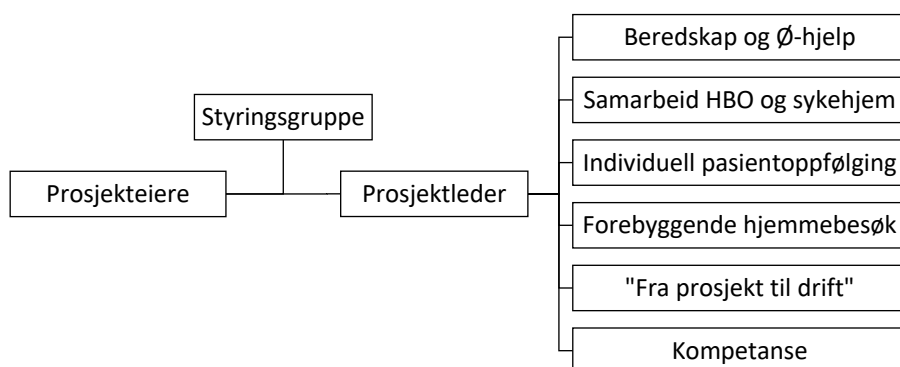 Styringsgruppe
Prosjekteiere
Prosjektleder
Beredskap og Ø-hjelp
Samarbeid HBO og sykehjem
Individuell pasientoppfølging
Forebyggende hjemmebesøk
"Fra prosjekt til drift"
Kompetanse